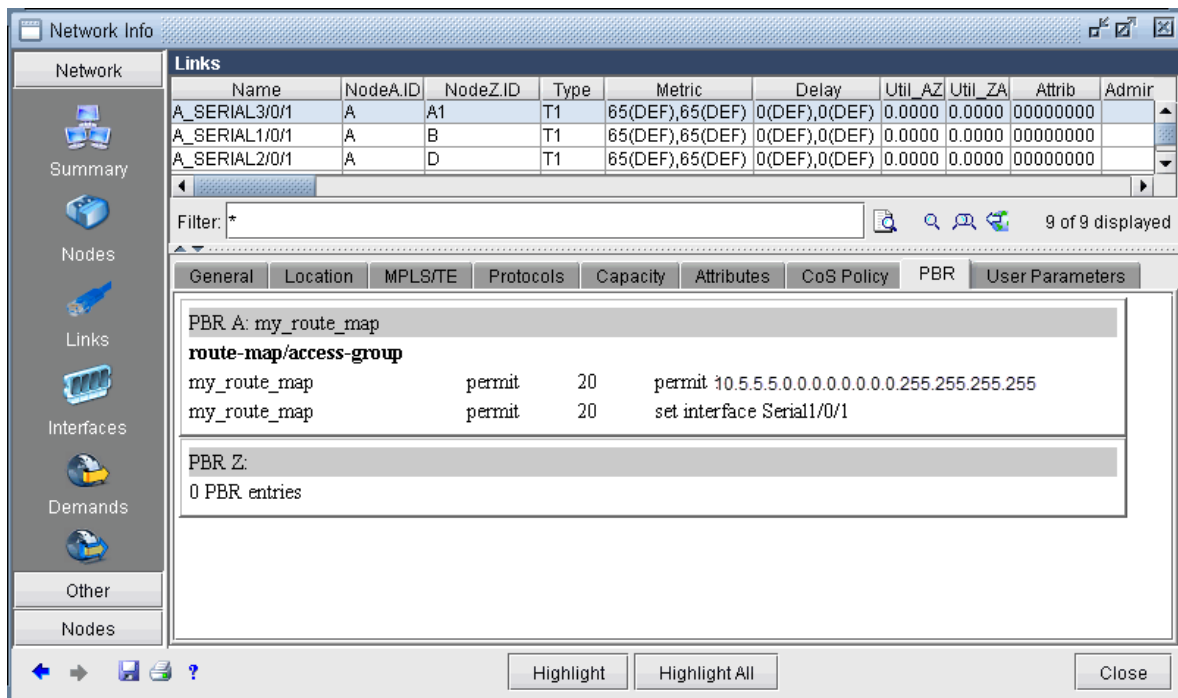 Network Info
Network
Summary
Nodes
Links
Interfaces
Demands
Other
Nodes
Links
Name NodeA.ID NodeZ.ID Type Metric Delay Util_AZ Util_ZA Attrib Admir
A_SERIAL3/0/1 A A1 T1 65(DEF),65(DEF) 0(DEF),0(DEF) 0.0000 0.0000 00000000
A_SERIAL1/0/1 A B T1 65(DEF),65(DEF) 0(DEF),0(DEF) 0.0000 0.0000 00000000
A_SERIAL2/0/1 A D T1 65(DEF),65(DEF) 0(DEF),0(DEF) 0.0000 0.0000 00000000
Filter: * 9 of 9 displayed
General Location MPLS/TE Protocols Capacity Attributes CoS Policy PBR User Parameters
PBR A: my_route_map
route-map/access-group
my_route_map permit 20 permit 10.5.5.5.0.0.0.0.0.0.0.0.255.255.255.255
my_route_map permit 20 set interface Serial1/0/1
PBR Z:
0 PBR entries
? Highlight Highlight All Close